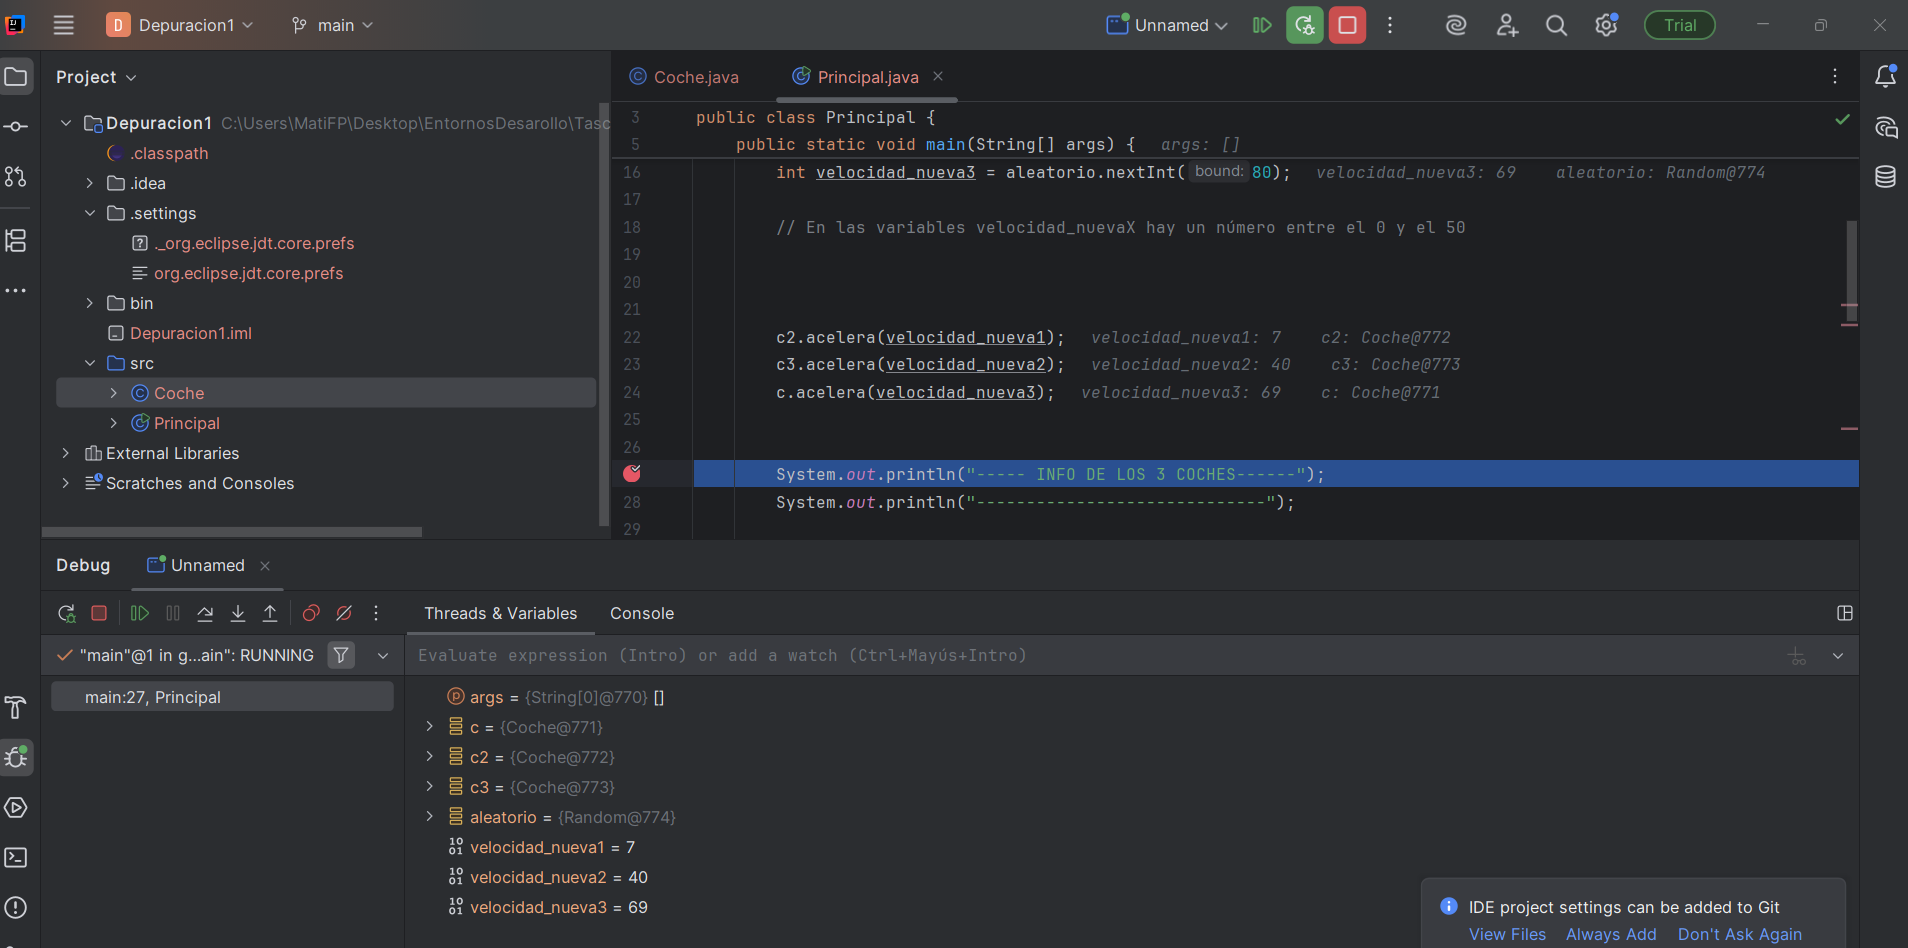 D Depuracion1 main Unnamed Trial
Project
Depuracion1 C:\Users\MatiFP\Desktop\EntornosDesarollo\Tasc
.classpath
.idea
.settings
._org.eclipse.jdt.core.prefs
org.eclipse.jdt.core.prefs
bin
Depuracion1.iml
src
Coche
Principal
External Libraries
Scratches and Consoles
Coche.java Principal.java
3 public class Principal {
5 public static void main(String[] args) { args: []
16 int velocidad_nueva3 = aleatorio.nextInt( bound: 80); velocidad_nueva3: 69 aleatorio: Random@774
17
18 // En las variables velocidad_nuevaX hay un número entre el 0 y el 50
19
20
21
22 c2.acelera(velocidad_nueva1); velocidad_nueva1: 7 c2: Coche@772
23 c3.acelera(velocidad_nueva2); velocidad_nueva2: 40 c3: Coche@773
24 c.acelera(velocidad_nueva3); velocidad_nueva3: 69 c: Coche@771
25
26
System.out.println("----- INFO DE LOS 3 COCHES------");
28 System.out.println("-----------------------------");
29
Debug Unnamed
Threads & Variables Console
"main"@1 in g...ain": RUNNING
Evaluate expression (Intro) or add a watch (Ctrl+Mayús+Intro)
main:27, Principal
args = {String[0]@770} []
c = {Coche@771}
c2 = {Coche@772}
c3 = {Coche@773}
aleatorio = {Random@774}
velocidad_nueva1 = 7
velocidad_nueva2 = 40
velocidad_nueva3 = 69
IDE project settings can be added to Git
View Files Always Add Don't Ask Again